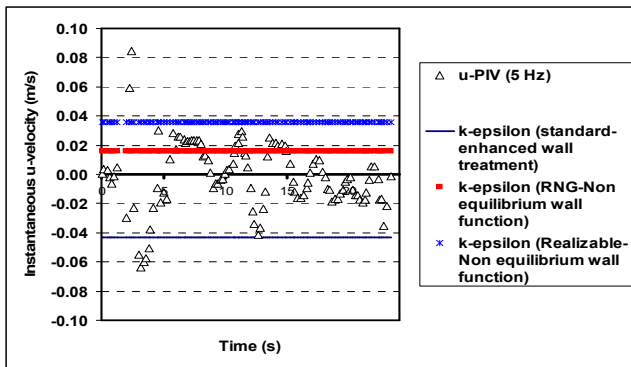 Instantaneous u-velocity (m/s)
0.10
0.08
0.06
0.04
0.02
0.00
-0.02
-0.04
-0.06
-0.08
-0.10
0
5
10
15
Time (s)
u-PIV (5 Hz)
k-epsilon (standard-
enhanced wall
treatment)
k-epsilon (RNG-Non
equilibrium wall
function)
k-epsilon (Realizable-
Non equilibrium wall
function)